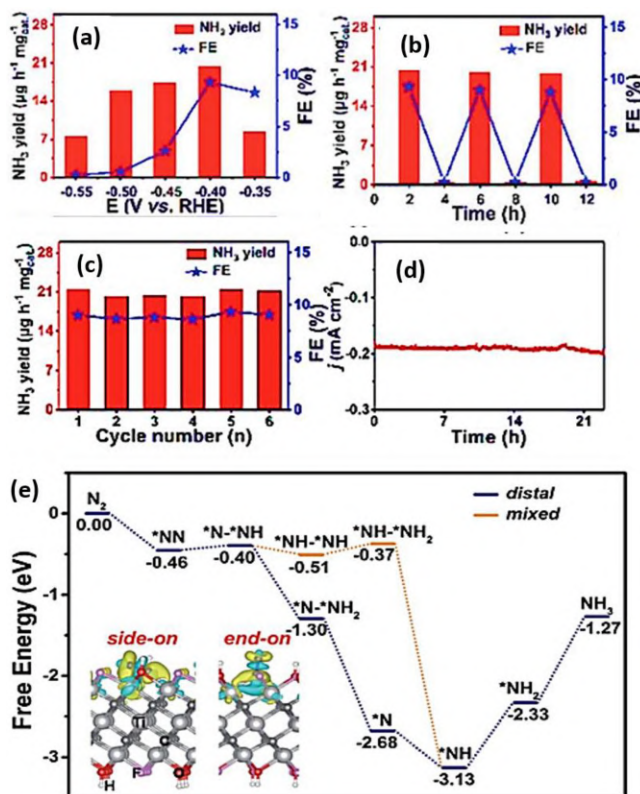 (a)
NH₃ yield
FE
NH₃ yield (μg h⁻¹ mg⁻¹cat.)
28
21
14
7
0
15
10
5
0
FE (%)
-0.55 -0.50 -0.45 -0.40 -0.35
E (V vs. RHE)
(b)
NH₃ yield
FE
NH₃ yield (μg h⁻¹ mg⁻¹cat.)
28
21
14
7
0
15
10
5
0
FE (%)
0 2 4 6 8 10 12
Time (h)
(c)
NH₃ yield
FE
NH₃ yield (μg h⁻¹ mg⁻¹cat.)
28
21
14
7
0
15
10
5
0
FE (%)
1 2 3 4 5 6
Cycle number (n)
(d)
j (mA cm⁻²)
0.0
-0.1
-0.2
-0.3
0 7 14 21
Time (h)
(e)
distal
mixed
Free Energy (eV)
0
-1
-2
-3
N₂
0.00
*NN
-0.46
*N-*NH
-0.40
*NH-*NH
-0.51
*NH-*NH₂
-0.37
*N-*NH₂
-1.30
*N
-2.68
*NH
-3.13
*NH₂
-2.33
NH₃
-1.27
side-on
end-on
Ti
C
H
F
O